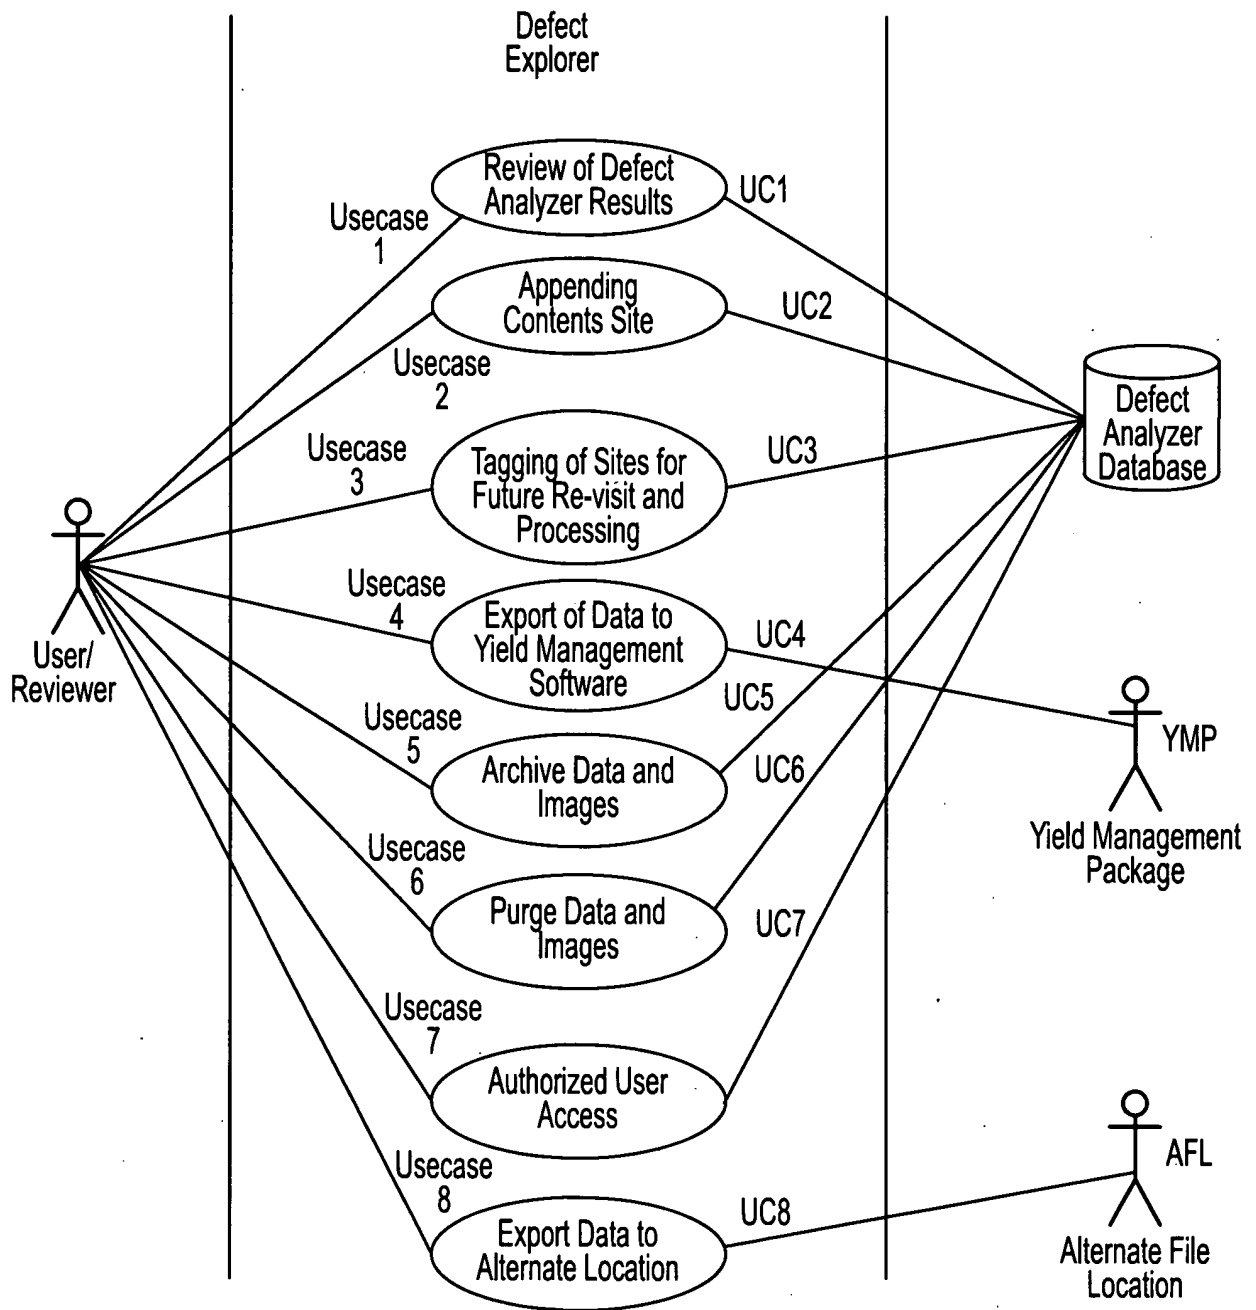 Defect
Explorer
Review of Defect
Analyzer Results
UC1
Usecase
1
Appending
Contents Site
UC2
Usecase
2
Defect
Analyzer
Database
Usecase
3
Tagging of Sites for
Future Re-visit and
Processing
UC3
User/
Reviewer
Usecase
4
Export of Data to
Yield Management
Software
UC4
YMP
Yield Management
Package
Usecase
5
Archive Data and
Images
UC5
Usecase
6
Purge Data and
Images
UC6
Usecase
7
Authorized User
Access
UC7
Usecase
8
Export Data to
Alternate Location
UC8
AFL
Alternate File
Location